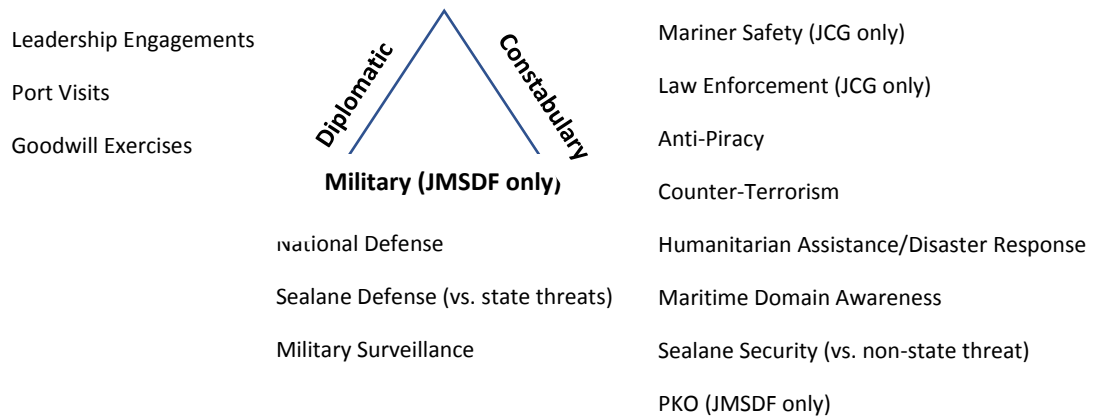 Leadership Engagements
Port Visits
Goodwill Exercises
Diplomatic
Constabulary
Military (JMSDF only)
National Defense
Sealane Defense (vs. state threats)
Military Surveillance
Mariner Safety (JCG only)
Law Enforcement (JCG only)
Anti-Piracy
Counter-Terrorism
Humanitarian Assistance/Disaster Response
Maritime Domain Awareness
Sealane Security (vs. non-state threat)
PKO (JMSDF only)